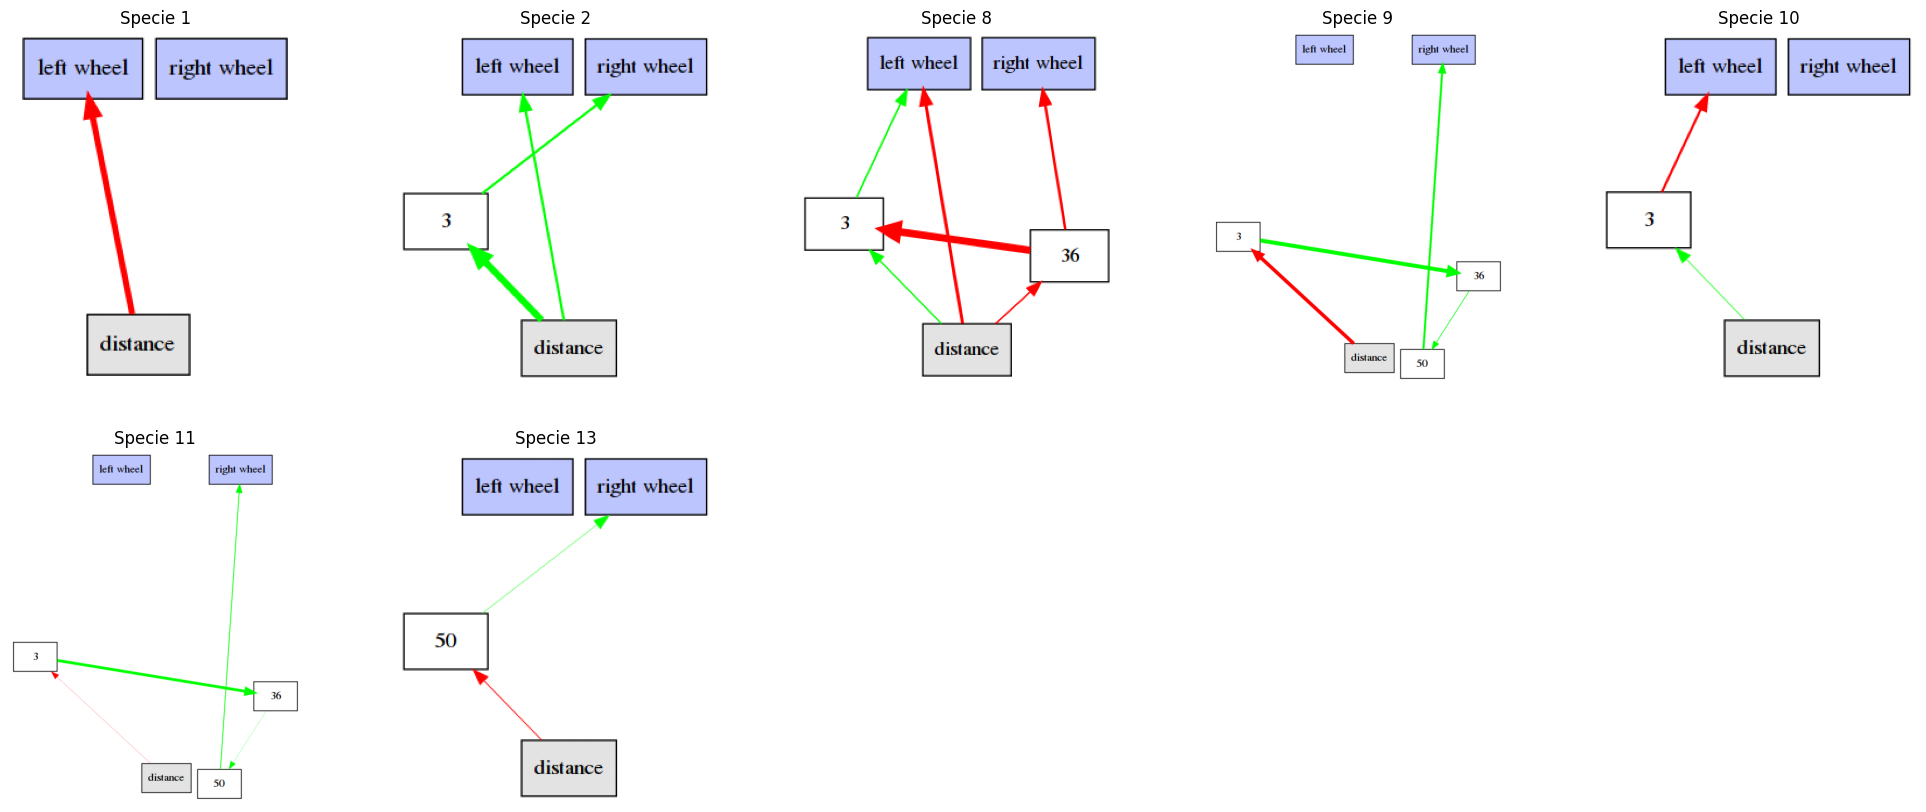 Specie 1
left wheel right wheel
distance
Specie 2
left wheel right wheel
3
distance
Specie 8
left wheel right wheel
3
36
distance
Specie 9
left wheel right wheel
3
36
distance 50
Specie 10
left wheel right wheel
3
distance
Specie 11
left wheel right wheel
3
36
distance 50
Specie 13
left wheel right wheel
50
distance